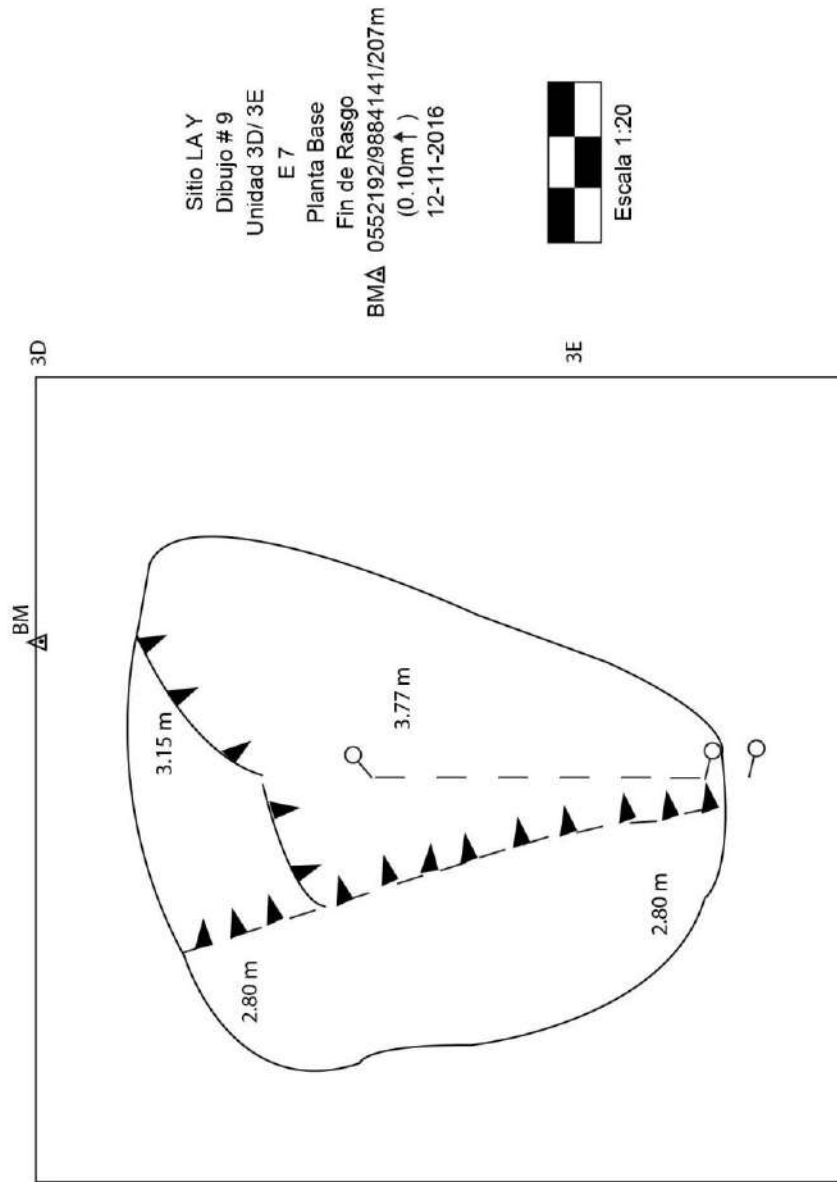 Sitio LA Y
Dibujo # 9
Unidad 3D/ 3E
E 7
Planta Base
Fin de Rasgo
BM 0552192/9884141/207m
(0.10m↑)
12-11-2016
Escala 1:20
3D
3E
BM
3.15 m
3.77 m
2.80 m
2.80 m